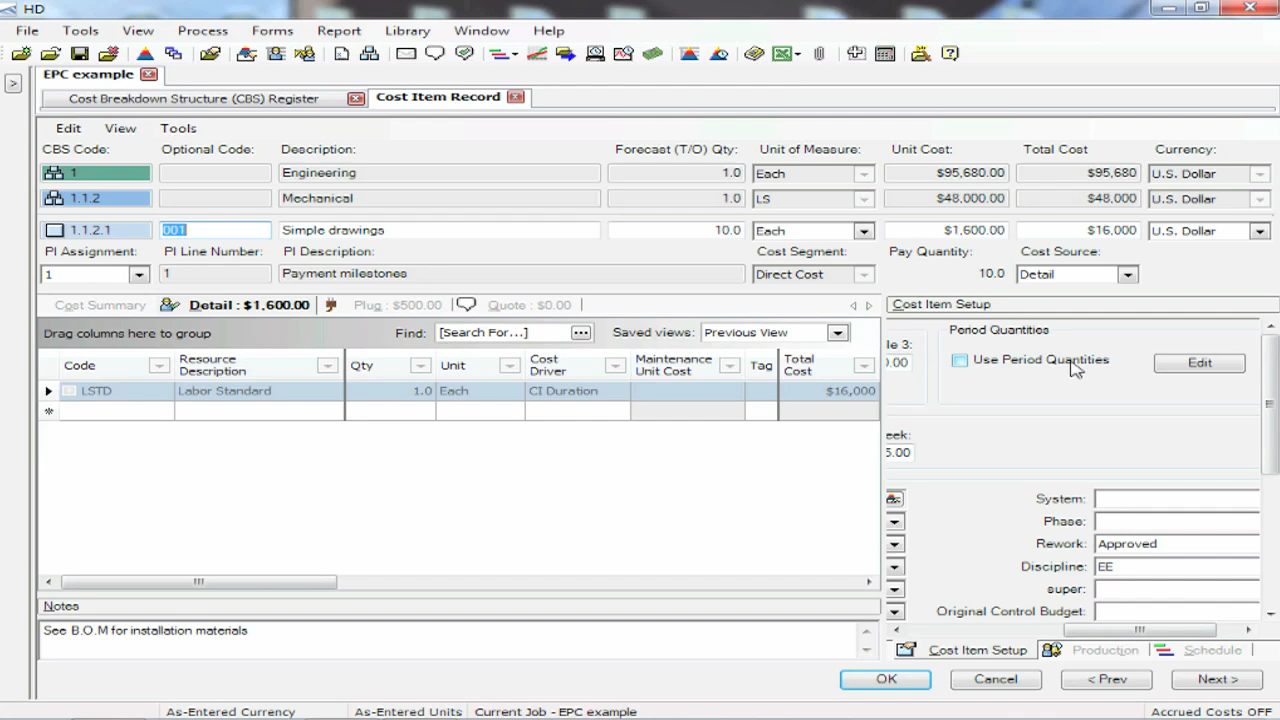 HD
File Tools View Process Forms Report Library Window Help
EPC example
Cost Breakdown Structure (CBS) Register Cost Item Record
Edit View Tools
CBS Code: Optional Code: Description: Forecast (T/O) Qty: Unit of Measure: Unit Cost: Total Cost Currency:
1 Engineering 1.0 Each $95,680.00 $95,680 U.S. Dollar
1.1.2 Mechanical 1.0 LS $48,000.00 $48,000 U.S. Dollar
1.1.2.1 001 Simple drawings 10.0 Each $1,600.00 $16,000 U.S. Dollar
PI Assignment: PI Line Number: PI Description: Cost Segment: Pay Quantity: Cost Source:
1 1 Payment milestones Direct Cost 10.0 Detail
Cost Summary Detail : $1,600.00 Plug : $500.00 Quote : $0.00 Cost Item Setup
Drag columns here to group Find: [Search For...] Saved views: Previous View
Period Quantities
le 3:
0.00 Use Period Quantities Edit
Code Resource Description Qty Unit Cost Driver Maintenance Unit Cost Tag Total Cost
LSTD Labor Standard 1.0 Each CI Duration $16,000
eek:
5.00
System:
Phase:
Rework: Approved
Discipline: EE
super:
Original Control Budget:
Notes
See B.O.M for installation materials
Cost Item Setup Production Schedule
OK Cancel < Prev Next >
As-Entered Currency As-Entered Units Current Job - EPC example Accrued Costs OFF